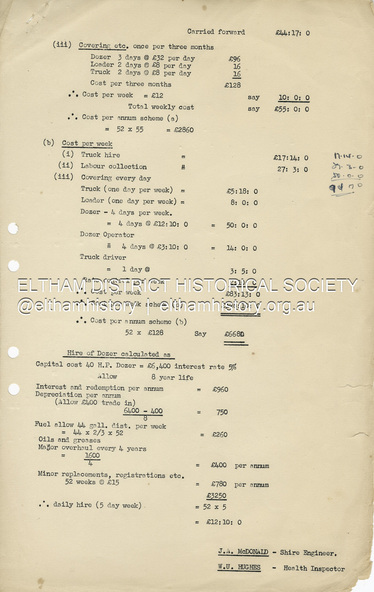 Carried forward £44:17: 0
(iii) Covering etc. once per three months
Dozer 3 days @ £32 per day £96
Loader 2 days @ £8 per day 16
Truck 2 days @ £8 per day 16
Cost per three months £128
∴ Cost per week = £12 say 10: 0: 0
Total weekly cost say £55: 0: 0
∴ Cost per annum scheme (a)
= 52 x 55 = £2860
(b) Cost per week
(i) Truck hire = £17:14: 0
(ii) Labour collection = 27: 3: 0
(iii) Covering every day
Truck (one day per week) = £5:18: 0
Loader (one day per week) = 8: 0: 0
Dozer - 4 days per week.
= 4 days @ £12:10: 0 = 50: 0: 0
Dozer Operator
@ 4 days @ £3:10: 0 = 14: 0: 0
Truck driver
= 1 day @ 3: 5: 0
ELTHAM DISTRICT HISTORICAL SOCIETY
Cost per week £83:13: 0
@elthamhistory | elthamhistory.org.au
∴ Cost per annum scheme (b)
52 x £128 Say
Hire of Dozer calculated as
Capital cost 40 H.P. Dozer = £6,400 interest rate 5%
Allow 8 year life
Interest and redemption per annum = £960
Depreciation per annum
(Allow £400 trade in)
6400 - 400 = 750
8
Fuel allow 44 gall. dist. per week
= 44 x 2/3 x 52 = £260
Oils and greases
Major overhaul every 4 years
= 1600 = £400 per annum
4
Minor replacements, registrations etc.
52 weeks @ £15 = £780 per annum
£3250
∴ daily hire (5 day week) = 52 x 5
= £12:10: 0
J.A. McDONALD - Shire Engineer.
W.U. HUGHES - Health Inspector